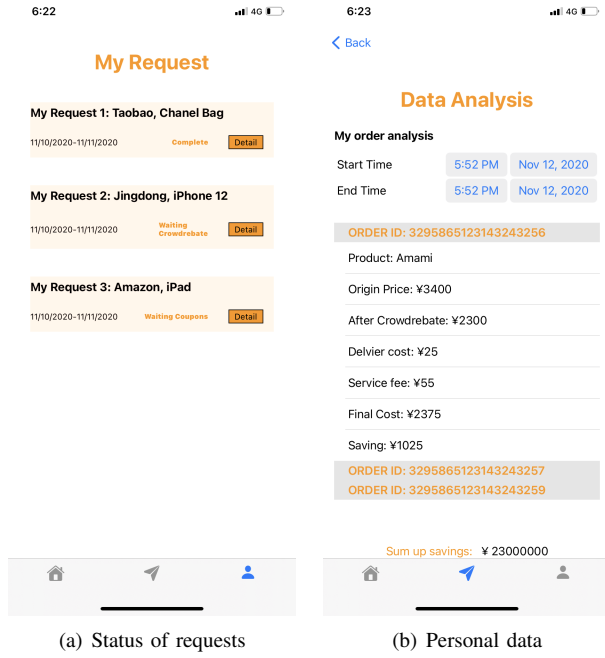 6:22
4G
My Request
My Request 1: Taobao, Chanel Bag
11/10/2020-11/11/2020 Complete Detail
My Request 2: Jingdong, iPhone 12
11/10/2020-11/11/2020 Waiting Crowdrebate Detail
My Request 3: Amazon, iPad
11/10/2020-11/11/2020 Waiting Coupons Detail
(a) Status of requests
6:23
4G
Back
Data Analysis
My order analysis
Start Time 5:52 PM Nov 12, 2020
End Time 5:52 PM Nov 12, 2020
ORDER ID: 3295865123143243256
Product: Amami
Origin Price: ¥3400
After Crowdrebate: ¥2300
Delvier cost: ¥25
Service fee: ¥55
Final Cost: ¥2375
Saving: ¥1025
ORDER ID: 3295865123143243257
ORDER ID: 3295865123143243259
Sum up savings: ¥ 23000000
(b) Personal data